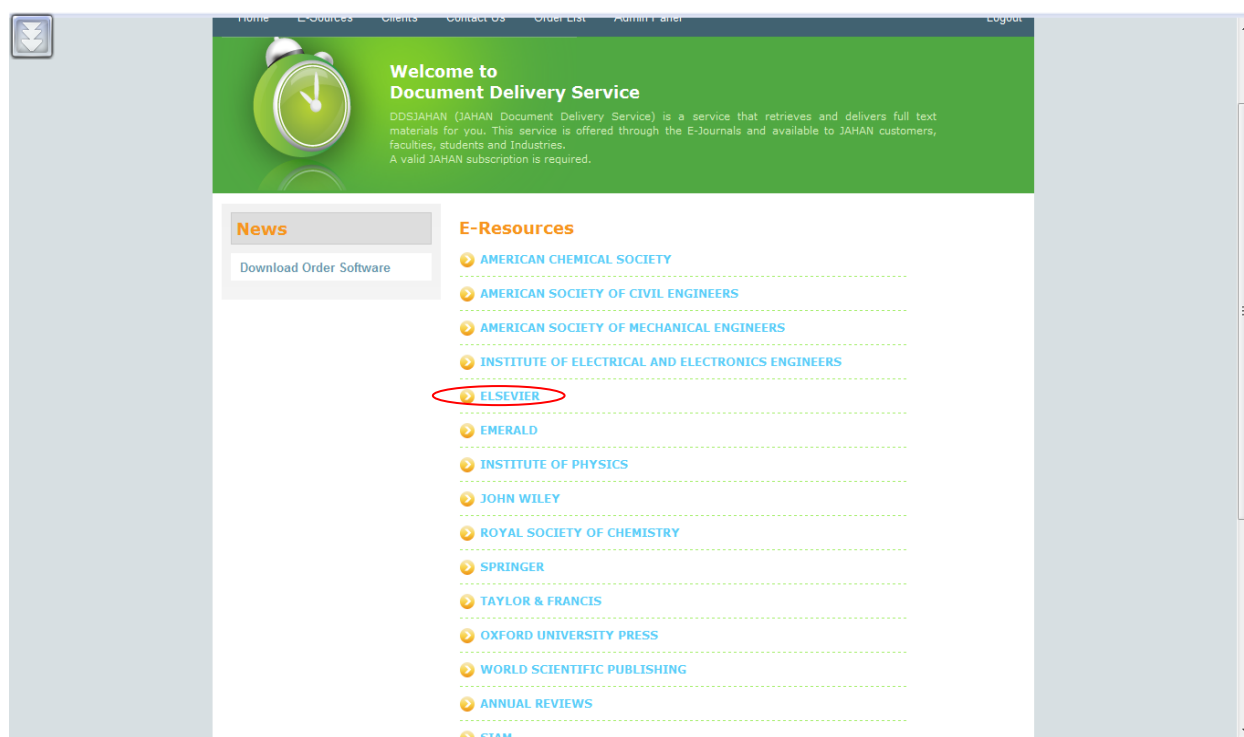 Home E-Sources Clients Contact Us Order List Admin Panel Logout
Welcome to
Document Delivery Service
DDSJAHAN (JAHAN Document Delivery Service) is a service that retrieves and delivers full text
materials for you. This service is offered through the E-Journals and available to JAHAN customers,
faculties, students and Industries.
A valid JAHAN subscription is required.
News
Download Order Software
E-Resources
AMERICAN CHEMICAL SOCIETY
AMERICAN SOCIETY OF CIVIL ENGINEERS
AMERICAN SOCIETY OF MECHANICAL ENGINEERS
INSTITUTE OF ELECTRICAL AND ELECTRONICS ENGINEERS
ELSEVIER
EMERALD
INSTITUTE OF PHYSICS
JOHN WILEY
ROYAL SOCIETY OF CHEMISTRY
SPRINGER
TAYLOR & FRANCIS
OXFORD UNIVERSITY PRESS
WORLD SCIENTIFIC PUBLISHING
ANNUAL REVIEWS
SIAM